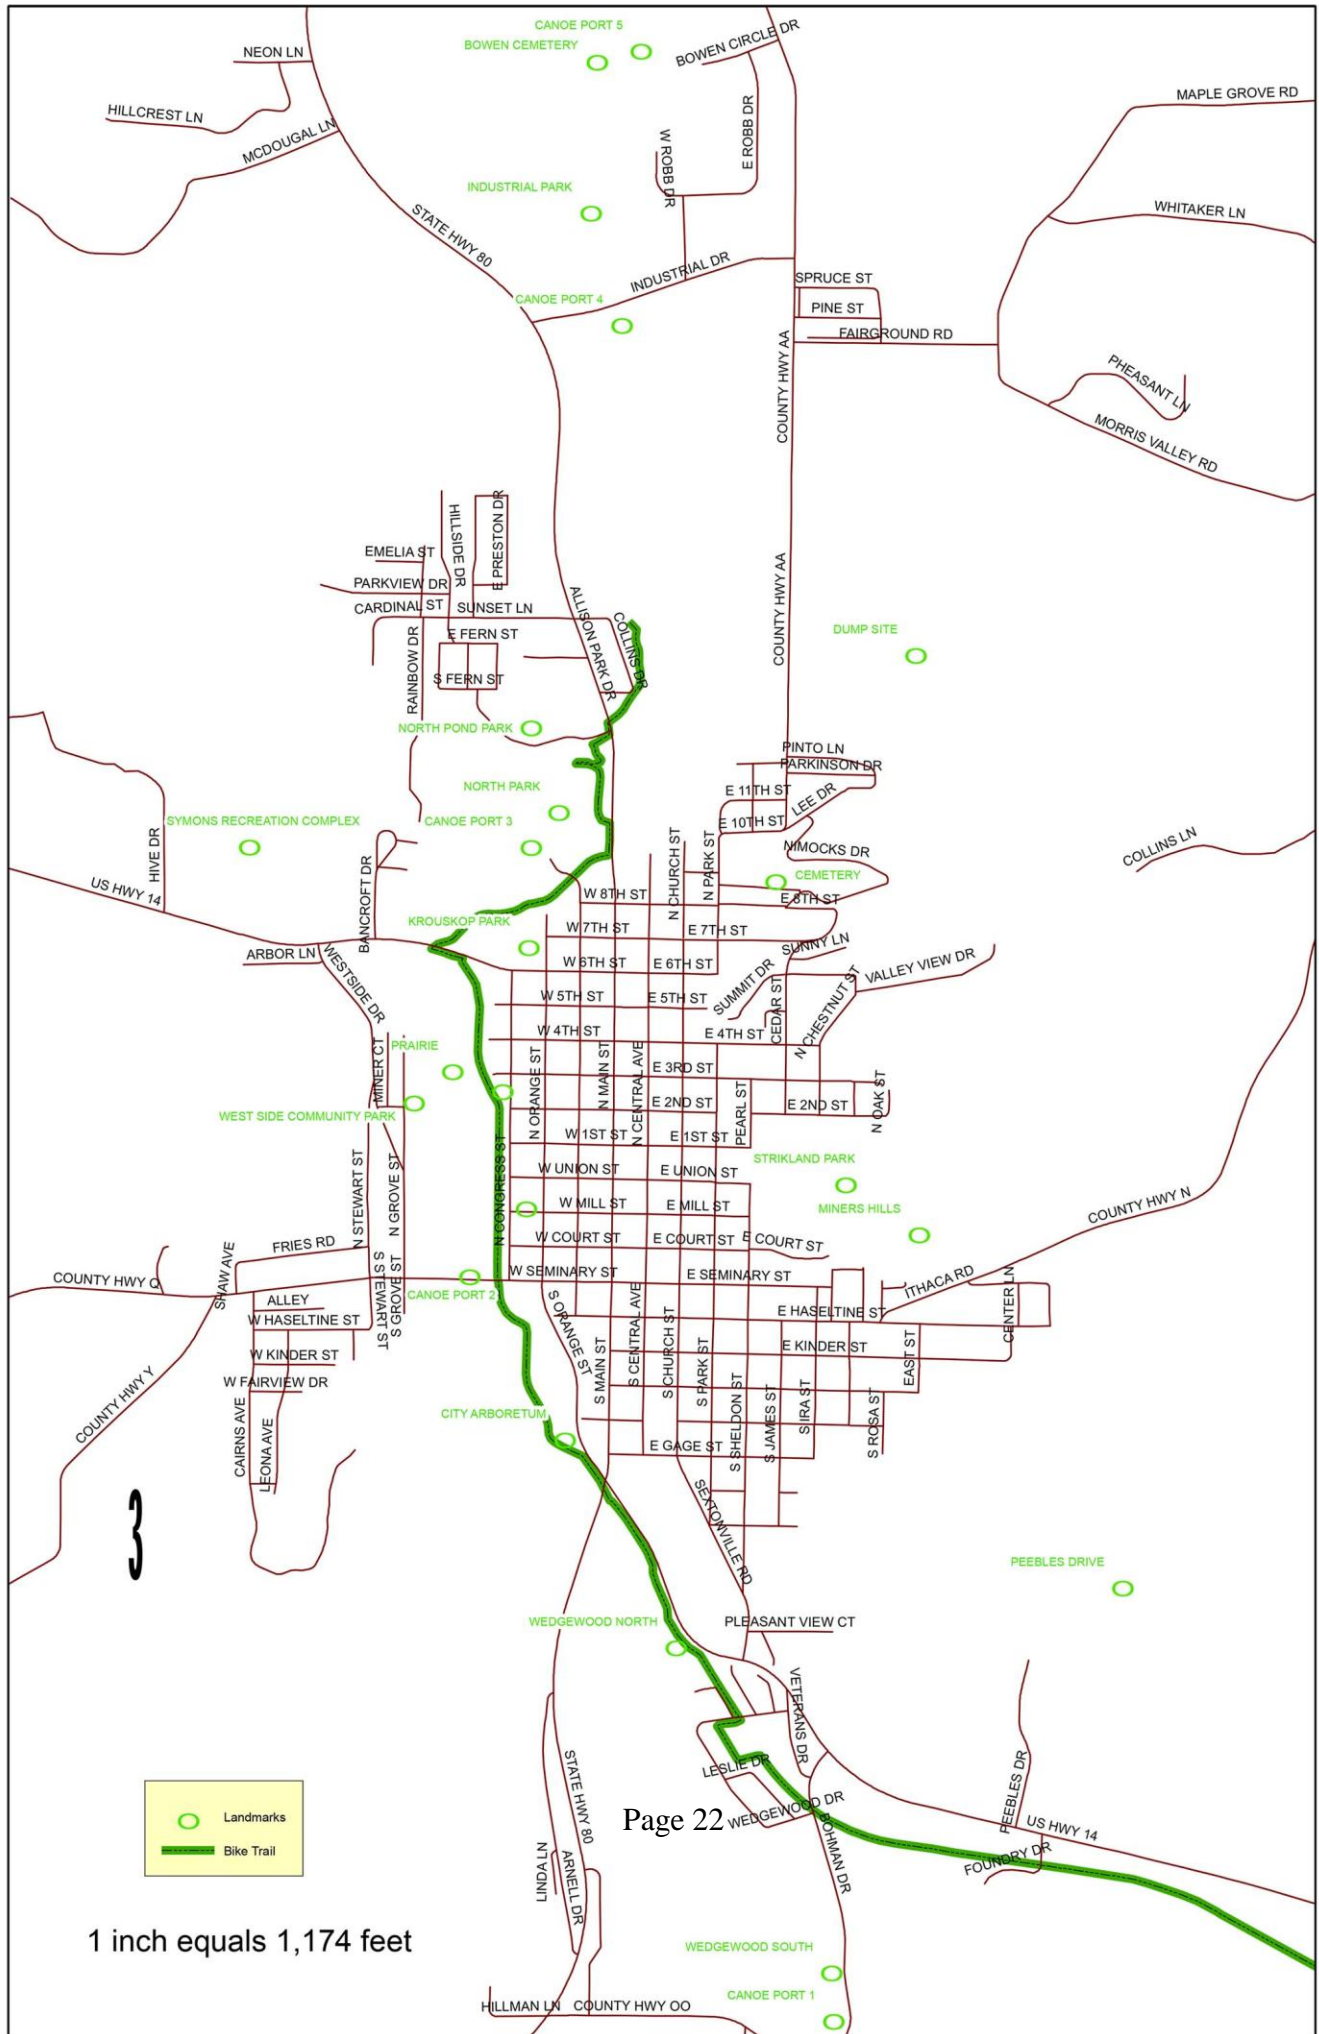 CANOE PORT 5
BOWEN CEMETERY
BOWEN CIRCLE DR
NEON LN
HILLCREST LN
MCDOUGAL LN
MAPLE GROVE RD
E ROBB DR
W ROBB DR
INDUSTRIAL PARK
STATE HWY 80
WHITAKER LN
INDUSTRIAL DR
CANOE PORT 4
SPRUCE ST
PINE ST
FAIRGROUND RD
COUNTY HWY AA
PHEASANT LN
MORRIS VALLEY RD
HILLSIDE DR
E PRESTON DR
EMELIA ST
PARKVIEW DR
CARDINAL ST
SUNSET LN
ALLISON PARK DR
COLLINS DR
COUNTY HWY AA
DUMP SITE
E FERN ST
RAINBOW DR
S FERN ST
NORTH POND PARK
PINTO LN
PARKINSON DR
NORTH PARK
E 11TH ST
LEE DR
SYMONS RECREATION COMPLEX
CANOE PORT 3
E 10TH ST
HIVE DR
N CHURCH ST
N PARK ST
NIMOCKS DR
COLLINS LN
US HWY 14
BANCROFT DR
CEMETERY
W 8TH ST
E 8TH ST
KROUSKOP PARK
W 7TH ST
E 7TH ST
SUNNY LN
ARBOR LN
WESTSIDE DR
W 6TH ST
E 6TH ST
SUMMIT DR
VALLEY VIEW DR
W 5TH ST
E 5TH ST
CEDAR ST
N CHESTNUT ST
W 4TH ST
E 4TH ST
PRAIRIE
MINER CT
N ORANGE ST
N MAIN ST
N CENTRAL AVE
E 3RD ST
PEARL ST
N OAK ST
WEST SIDE COMMUNITY PARK
E 2ND ST
E 2ND ST
W 1ST ST
E 1ST ST
N STEWART ST
N GROVE ST
N CONGRESS ST
W UNION ST
E UNION ST
STRIKLAND PARK
W MILL ST
E MILL ST
MINERS HILLS
COUNTY HWY N
FRIES RD
W COURT ST
E COURT ST
E COURT ST
COUNTY HWY Q
SHAW AVE
S STEWART ST
S GROVE ST
W SEMINARY ST
E SEMINARY ST
ITHACA RD
CENTER LN
CANOE PORT 2
ALLEY
W HASELTINE ST
S ORANGE ST
E HASELTINE ST
S MAIN ST
S CENTRAL AVE
S CHURCH ST
S PARK ST
E KINDER ST
EAST ST
W KINDER ST
W FAIRVIEW DR
COUNTY HWY Y
CAIRNS AVE
LEONA AVE
S SHELDON ST
S JAMES ST
S IRA ST
S ROSA ST
CITY ARBORETUM
E GAGE ST
3
SEXTONVILLE RD
PEEBLES DRIVE
WEDGEWOOD NORTH
PLEASANT VIEW CT
VETERANS DR
STATE HWY 80
LESLIE DR
PEEBLES DR
Page 22
WEDGEWOOD DR
US HWY 14
BOHMAN DR
FOUNDRY DR
Landmarks
Bike Trail
LINDA LN
ARNELL DR
1 inch equals 1,174 feet
WEDGEWOOD SOUTH
CANOE PORT 1
HILLMAN LN
COUNTY HWY OO